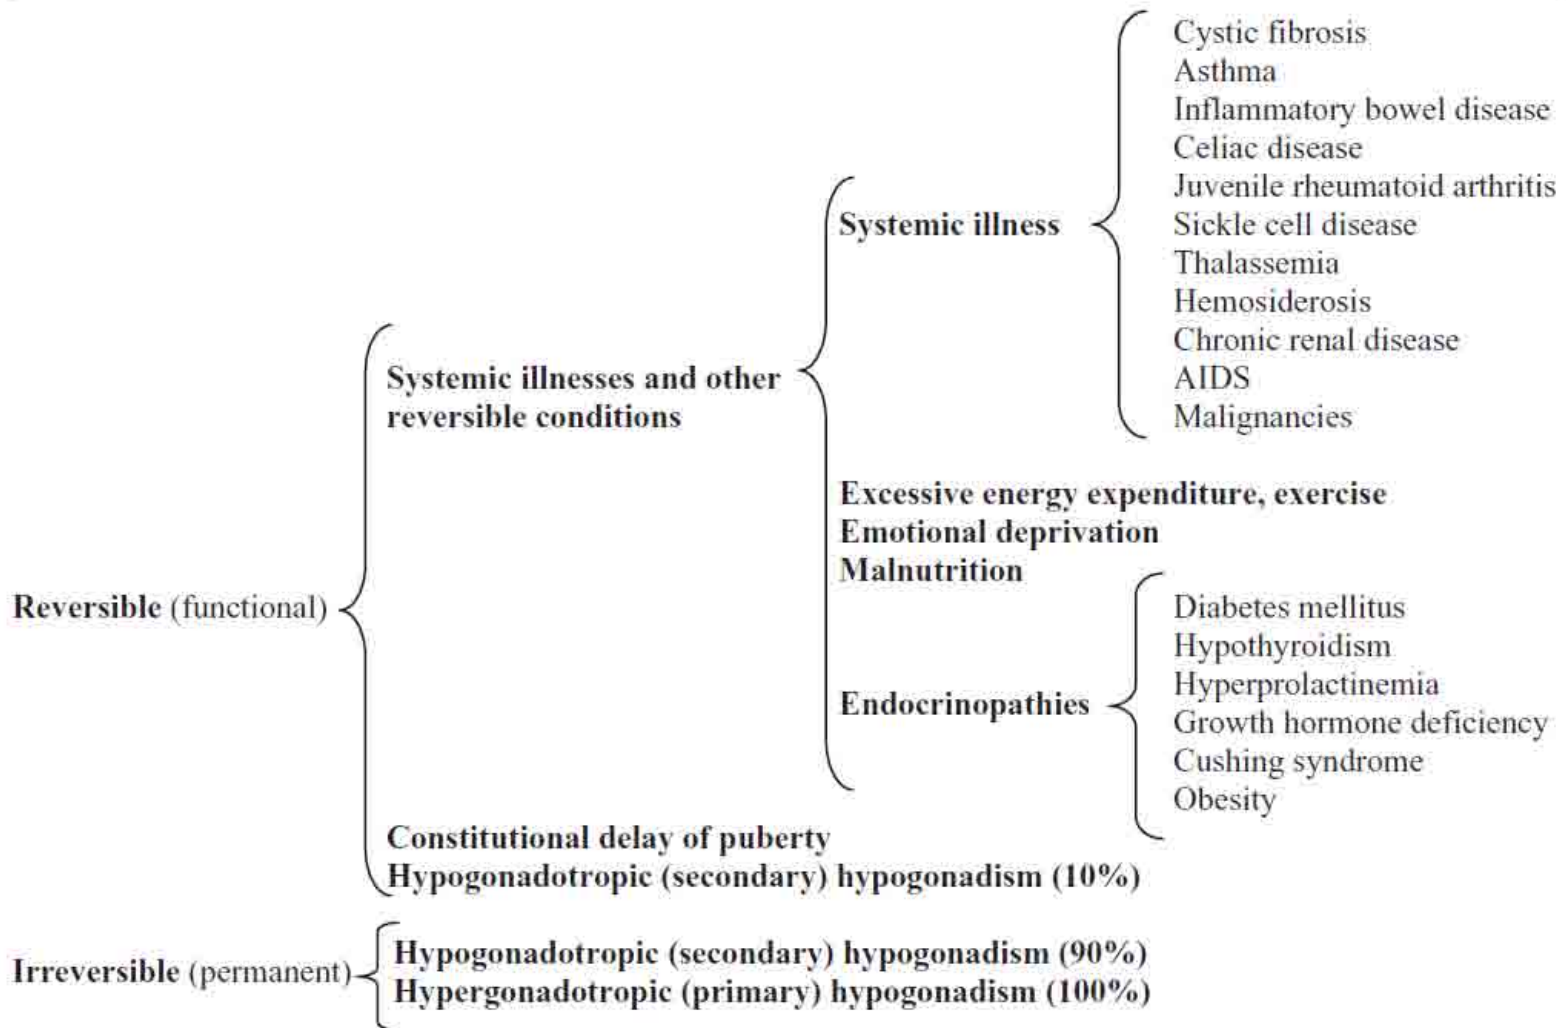 Reversible (functional)
Systemic illnesses and other
reversible conditions
Systemic illness
Cystic fibrosis
Asthma
Inflammatory bowel disease
Celiac disease
Juvenile rheumatoid arthritis
Sickle cell disease
Thalassemia
Hemosiderosis
Chronic renal disease
AIDS
Malignancies
Excessive energy expenditure, exercise
Emotional deprivation
Malnutrition
Endocrinopathies
Diabetes mellitus
Hypothyroidism
Hyperprolactinemia
Growth hormone deficiency
Cushing syndrome
Obesity
Constitutional delay of puberty
Hypogonadotropic (secondary) hypogonadism (10%)
Irreversible (permanent)
Hypogonadotropic (secondary) hypogonadism (90%)
Hypergonadotropic (primary) hypogonadism (100%)